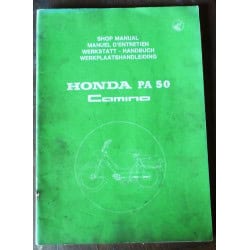 SHOP MANUAL
MANUEL D'ENTRETIEN
WERKSTATT - HANDBUCH
WERKPLAATSHANDLEIDING
HONDA PA 50
Camino